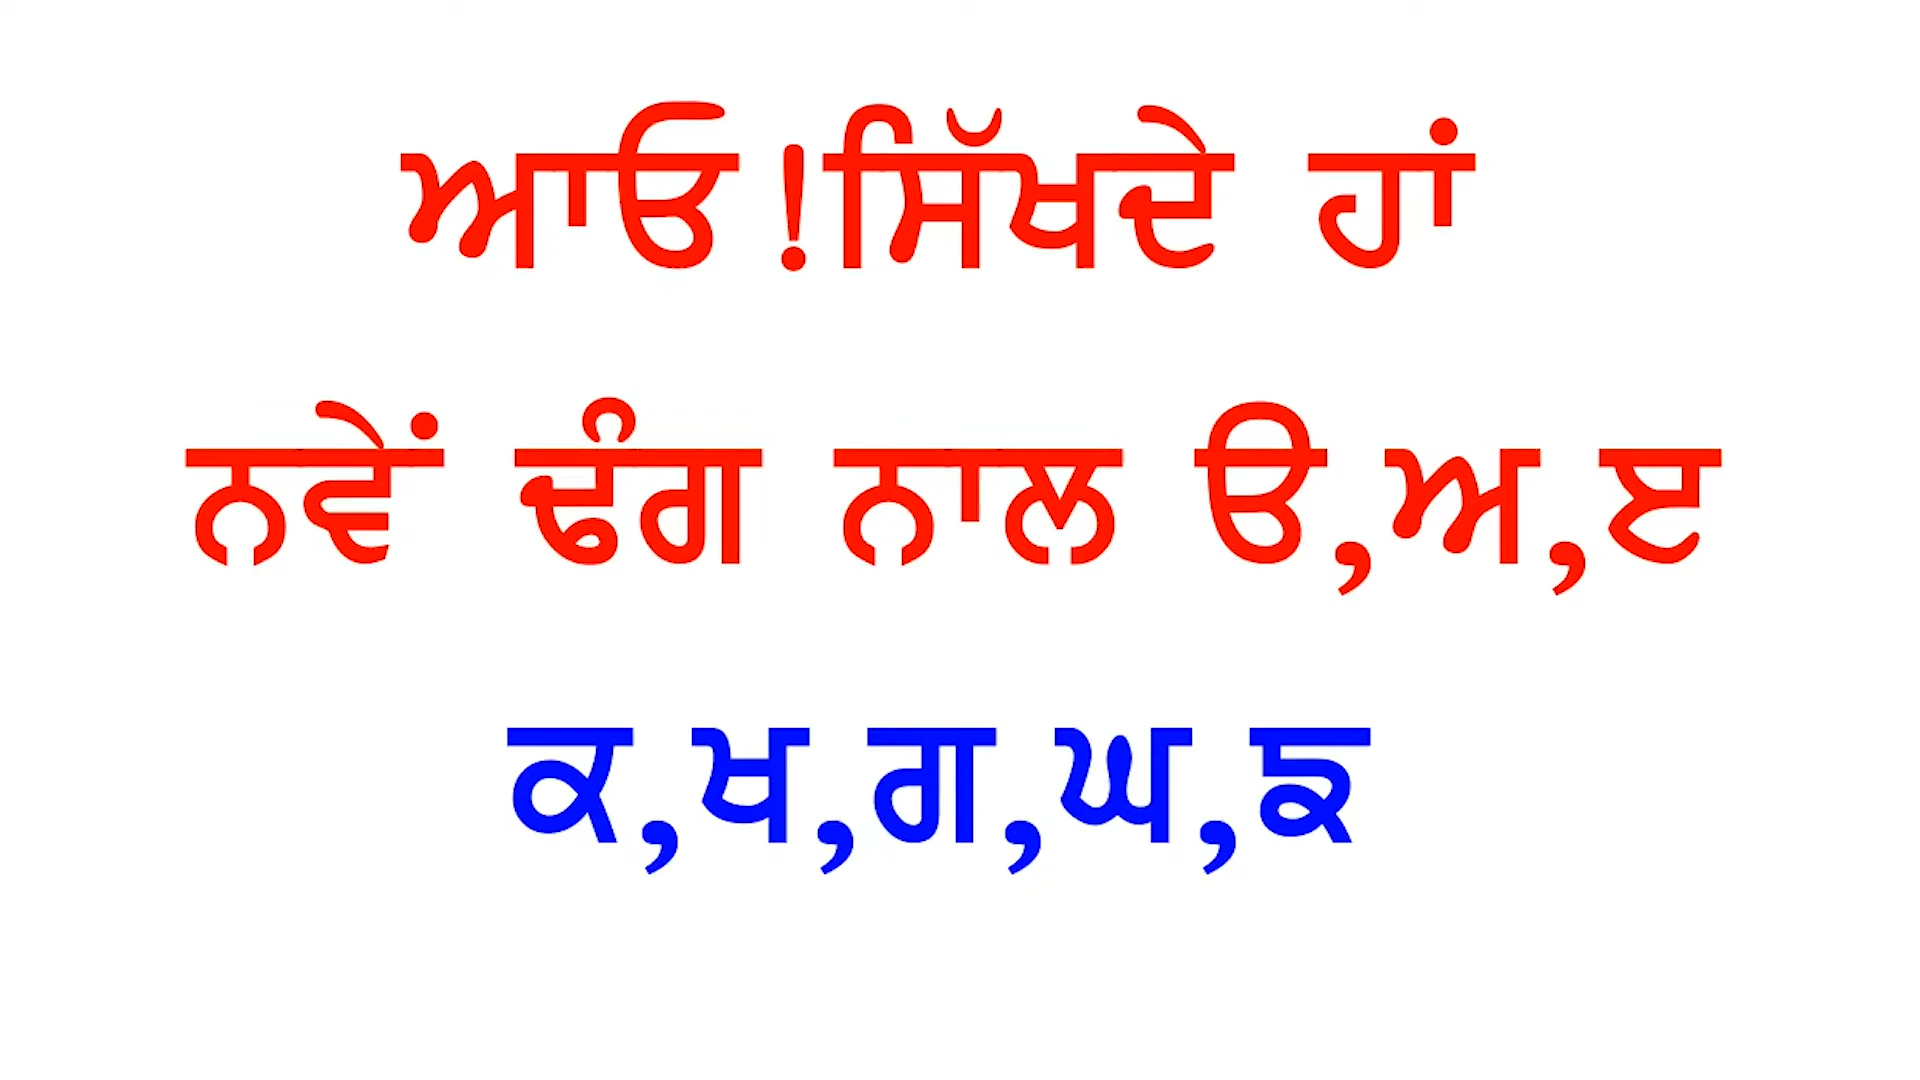 ਆਓ !ਸਿੱਖਦੇ ਹਾਂ
ਨਵੇਂ ਢੰਗ ਨਾਲ ੳ,ਅ,ੲ
ਕ,ਖ,ਗ,ਘ,ਙ